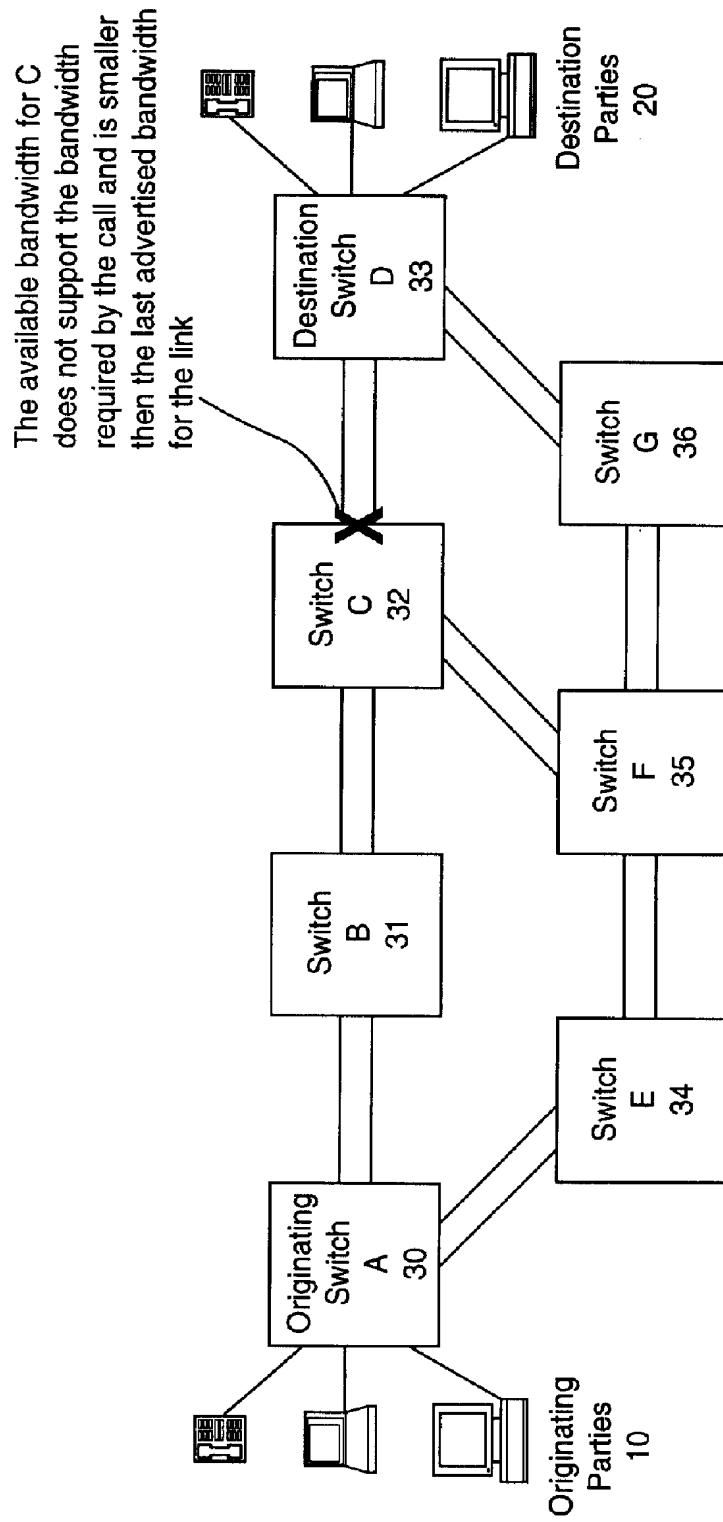 The available bandwidth for C
does not support the bandwidth
required by the call and is smaller
then the last advertised bandwidth
for the link
Originating
Parties
10
Originating
Switch
A
30
Switch
B
31
Switch
C
32
Destination
Switch
D
33
Destination
Parties
20
Switch
E
34
Switch
F
35
Switch
G
36